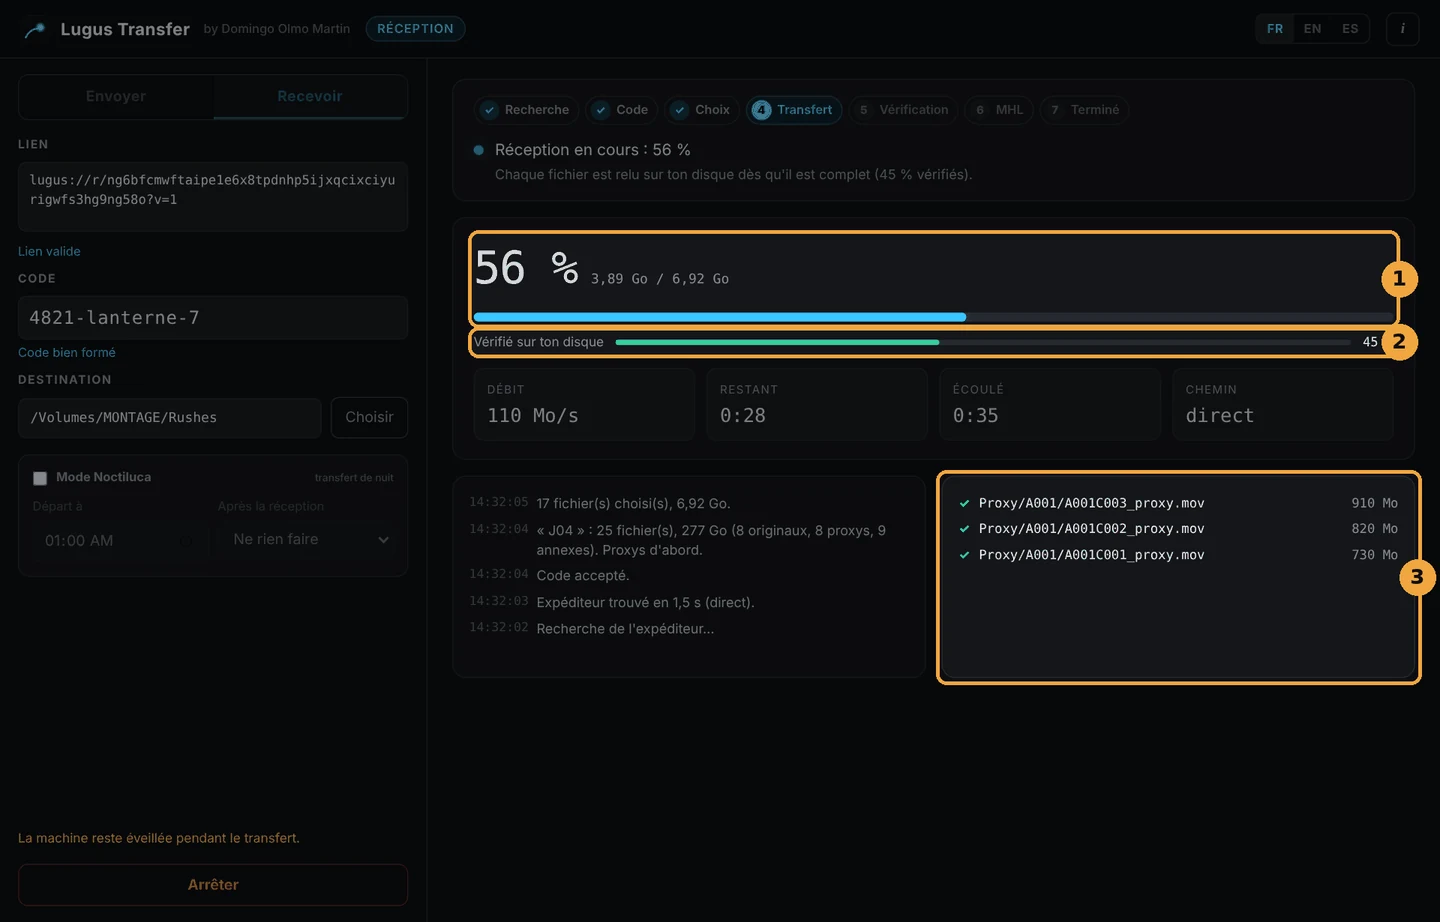 Lugus Transfer by Domingo Olmo Martin RÉCEPTION
FR EN ES i
Envoyer Recevoir
LIEN
lugus://r/ng6bfcmwftaipe1e6x8tpdnhp5ijxqcixciyu
rigwfs3hg9ng58o?v=1
Lien valide
CODE
4821-lanterne-7
Code bien formé
DESTINATION
/Volumes/MONTAGE/Rushes Choisir
Mode Noctiluca transfert de nuit
Départ à Après la réception
01:00 AM Ne rien faire
La machine reste éveillée pendant le transfert.
Arrêter
Recherche Code Choix 4 Transfert 5 Vérification 6 MHL 7 Terminé
Réception en cours : 56 %
Chaque fichier est relu sur ton disque dès qu'il est complet (45 % vérifiés).
56 % 3,89 Go / 6,92 Go
1
Vérifié sur ton disque 45
2
DÉBIT
110 Mo/s
RESTANT
0:28
ÉCOULÉ
0:35
CHEMIN
direct
14:32:05 17 fichier(s) choisi(s), 6,92 Go.
14:32:04 « J04 » : 25 fichier(s), 277 Go (8 originaux, 8 proxys, 9
annexes). Proxys d'abord.
14:32:04 Code accepté.
14:32:03 Expéditeur trouvé en 1,5 s (direct).
14:32:02 Recherche de l'expéditeur...
Proxy/A001/A001C003_proxy.mov 910 Mo
Proxy/A001/A001C002_proxy.mov 820 Mo
Proxy/A001/A001C001_proxy.mov 730 Mo
3